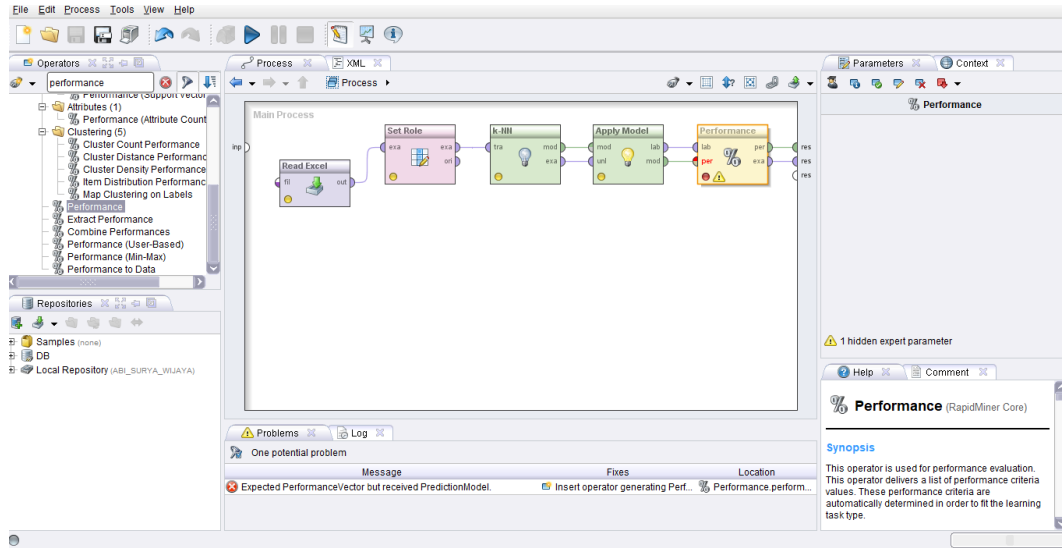 File Edit Process Tools View Help
Operators
performance
Performance (Support Vector
Attributes (1)
Performance (Attribute Count
Clustering (5)
Cluster Count Performance
Cluster Distance Performanc
Cluster Density Performance
Item Distribution Performanc
Map Clustering on Labels
Performance
Extract Performance
Combine Performances
Performance (User-Based)
Performance (Min-Max)
Performance to Data
Repositories
Samples (none)
DB
Local Repository (ABI_SURYA_WIJAYA)
Process XML
Process
Main Process
inp
Read Excel
fil out
Set Role
exa exa
ori
k-NN
tra mod
exa
Apply Model
mod lab
unl mod
Performance
lab per
per exa
res
res
res
Problems Log
One potential problem
Message Fixes Location
Expected PerformanceVector but received PredictionModel. Insert operator generating Perf... Performance.perform...
Parameters Context
Performance
1 hidden expert parameter
Help Comment
Performance (RapidMiner Core)
Synopsis
This operator is used for performance evaluation.
This operator delivers a list of performance criteria
values. These performance criteria are
automatically determined in order to fit the learning
task type.